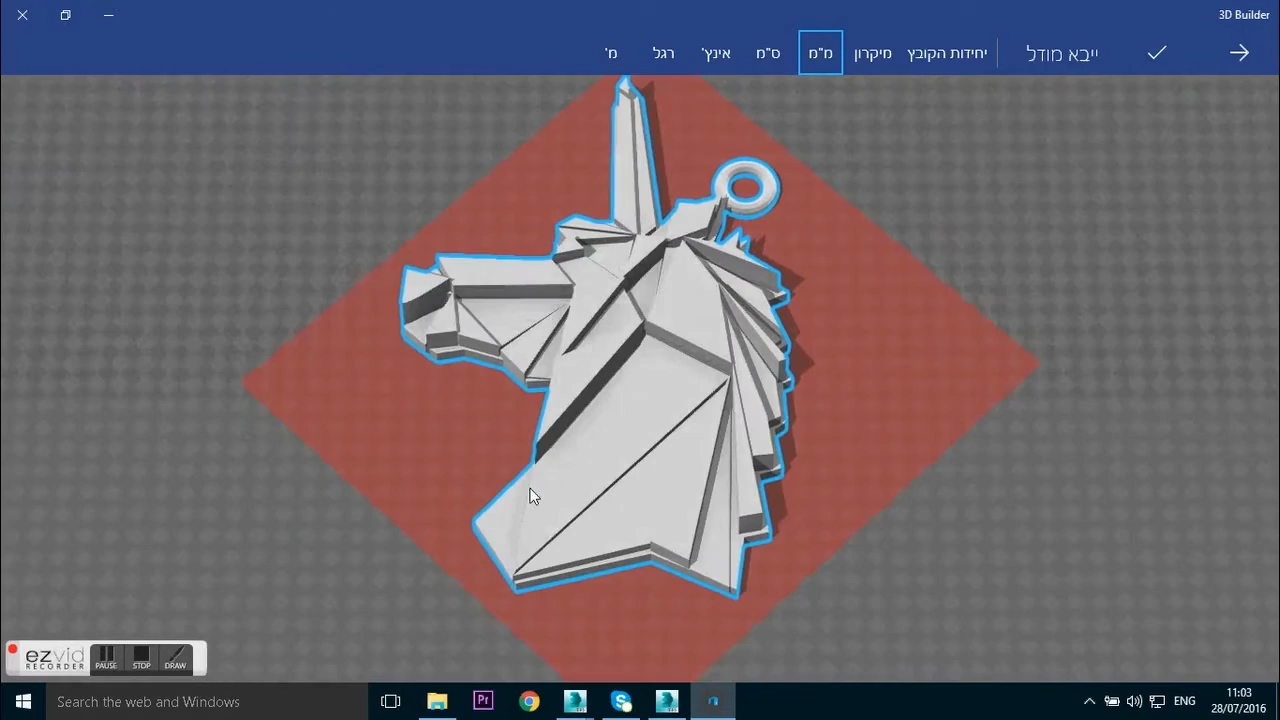 3D Builder
ייבא מודל
יחידות הקובץ מיקרון מ"מ ס"מ אינץ' רגל מ'
ezvid
RECORDER
PAUSE STOP DRAW
Search the web and Windows
Pr
ENG
11:03
28/07/2016